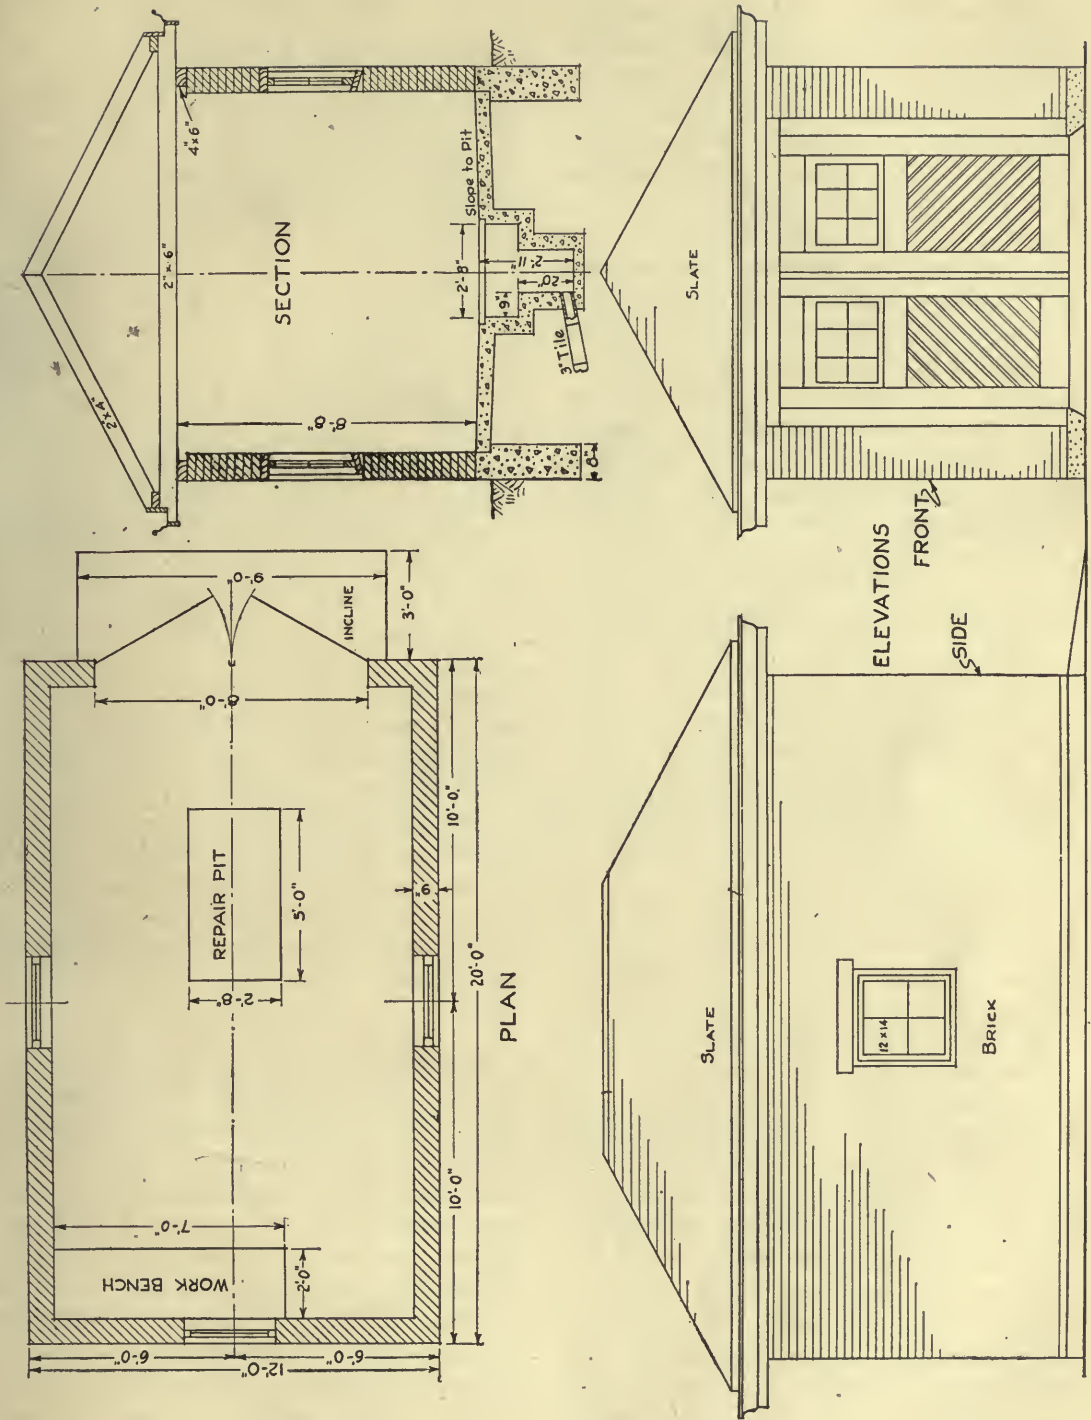 4"x6"
2"x 6"
2"x4"
SECTION
8'-8"
Slope to Pit
2'-8"
2'-11"
20"
9"
3" Tile
8"
9'-0"
INCLINE
3'-0"
8'-0"
REPAIR PIT
5'-0"
2'-8"
9"
10'-0"
20'-0"
10'-0"
WORK BENCH
7'-0"
2'-0"
6'-0"
6'-0"
12'-0"
PLAN
SLATE
ELEVATIONS
FRONT
SIDE
SLATE
12 x 14
BRICK